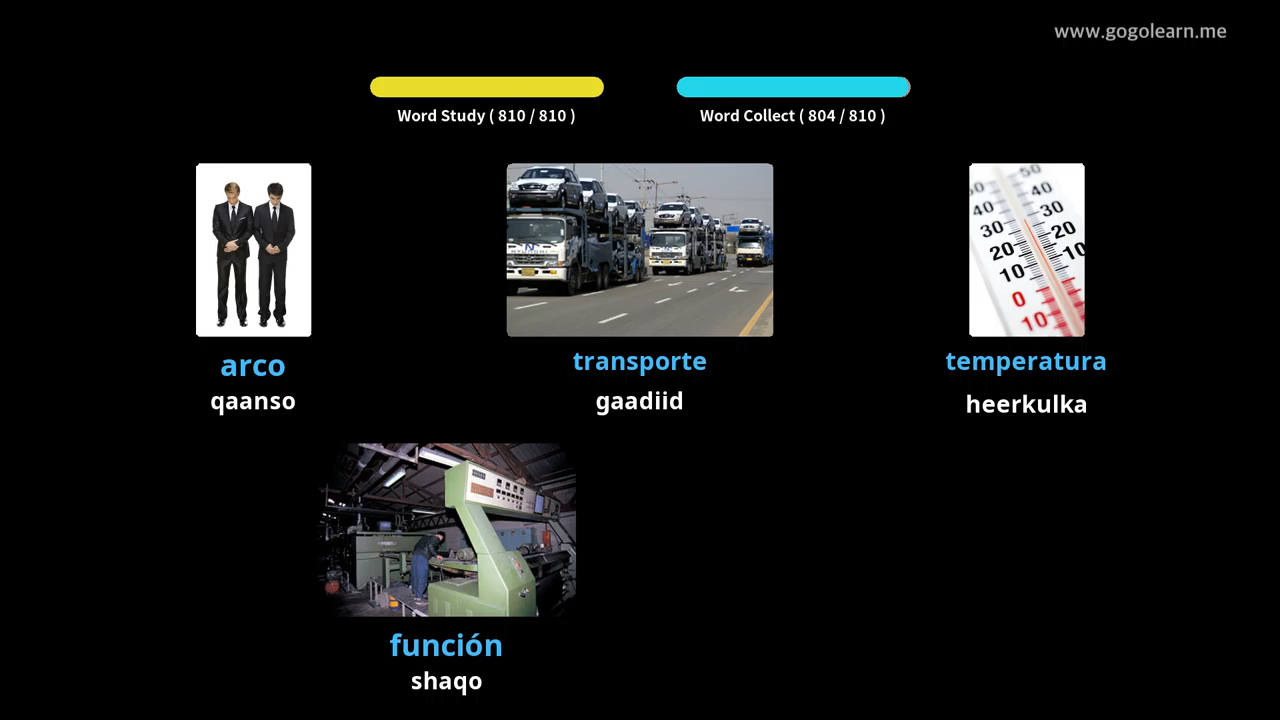 www.gogolearn.me
Word Study ( 810 / 810 )
Word Collect ( 804 / 810 )
arco
qaanso
transporte
gaadiid
temperatura
heerkulka
función
shaqo